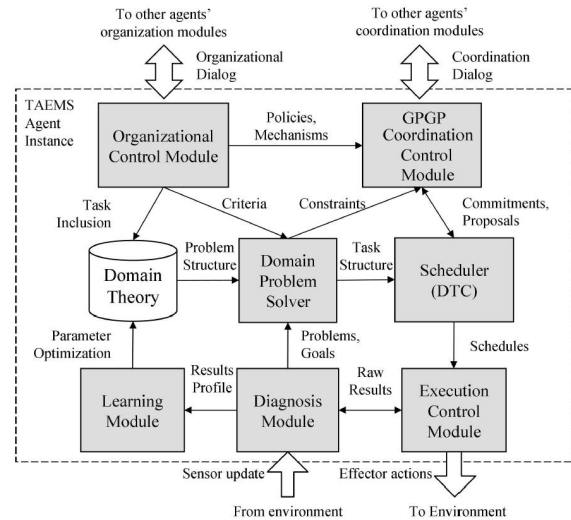 To other agents'
organization modules
To other agents'
coordination modules
Organizational
Dialog
Coordination
Dialog
TAEMS
Agent
Instance
Organizational
Control Module
Policies,
Mechanisms
GPGP
Coordination
Control
Module
Task
Inclusion
Criteria
Constraints
Commitments,
Proposals
Domain
Theory
Problem
Structure
Domain
Problem
Solver
Task
Structure
Scheduler
(DTC)
Parameter
Optimization
Problems,
Goals
Schedules
Learning
Module
Results
Profile
Diagnosis
Module
Raw
Results
Execution
Control
Module
Sensor update
Effector actions
From environment
To Environment